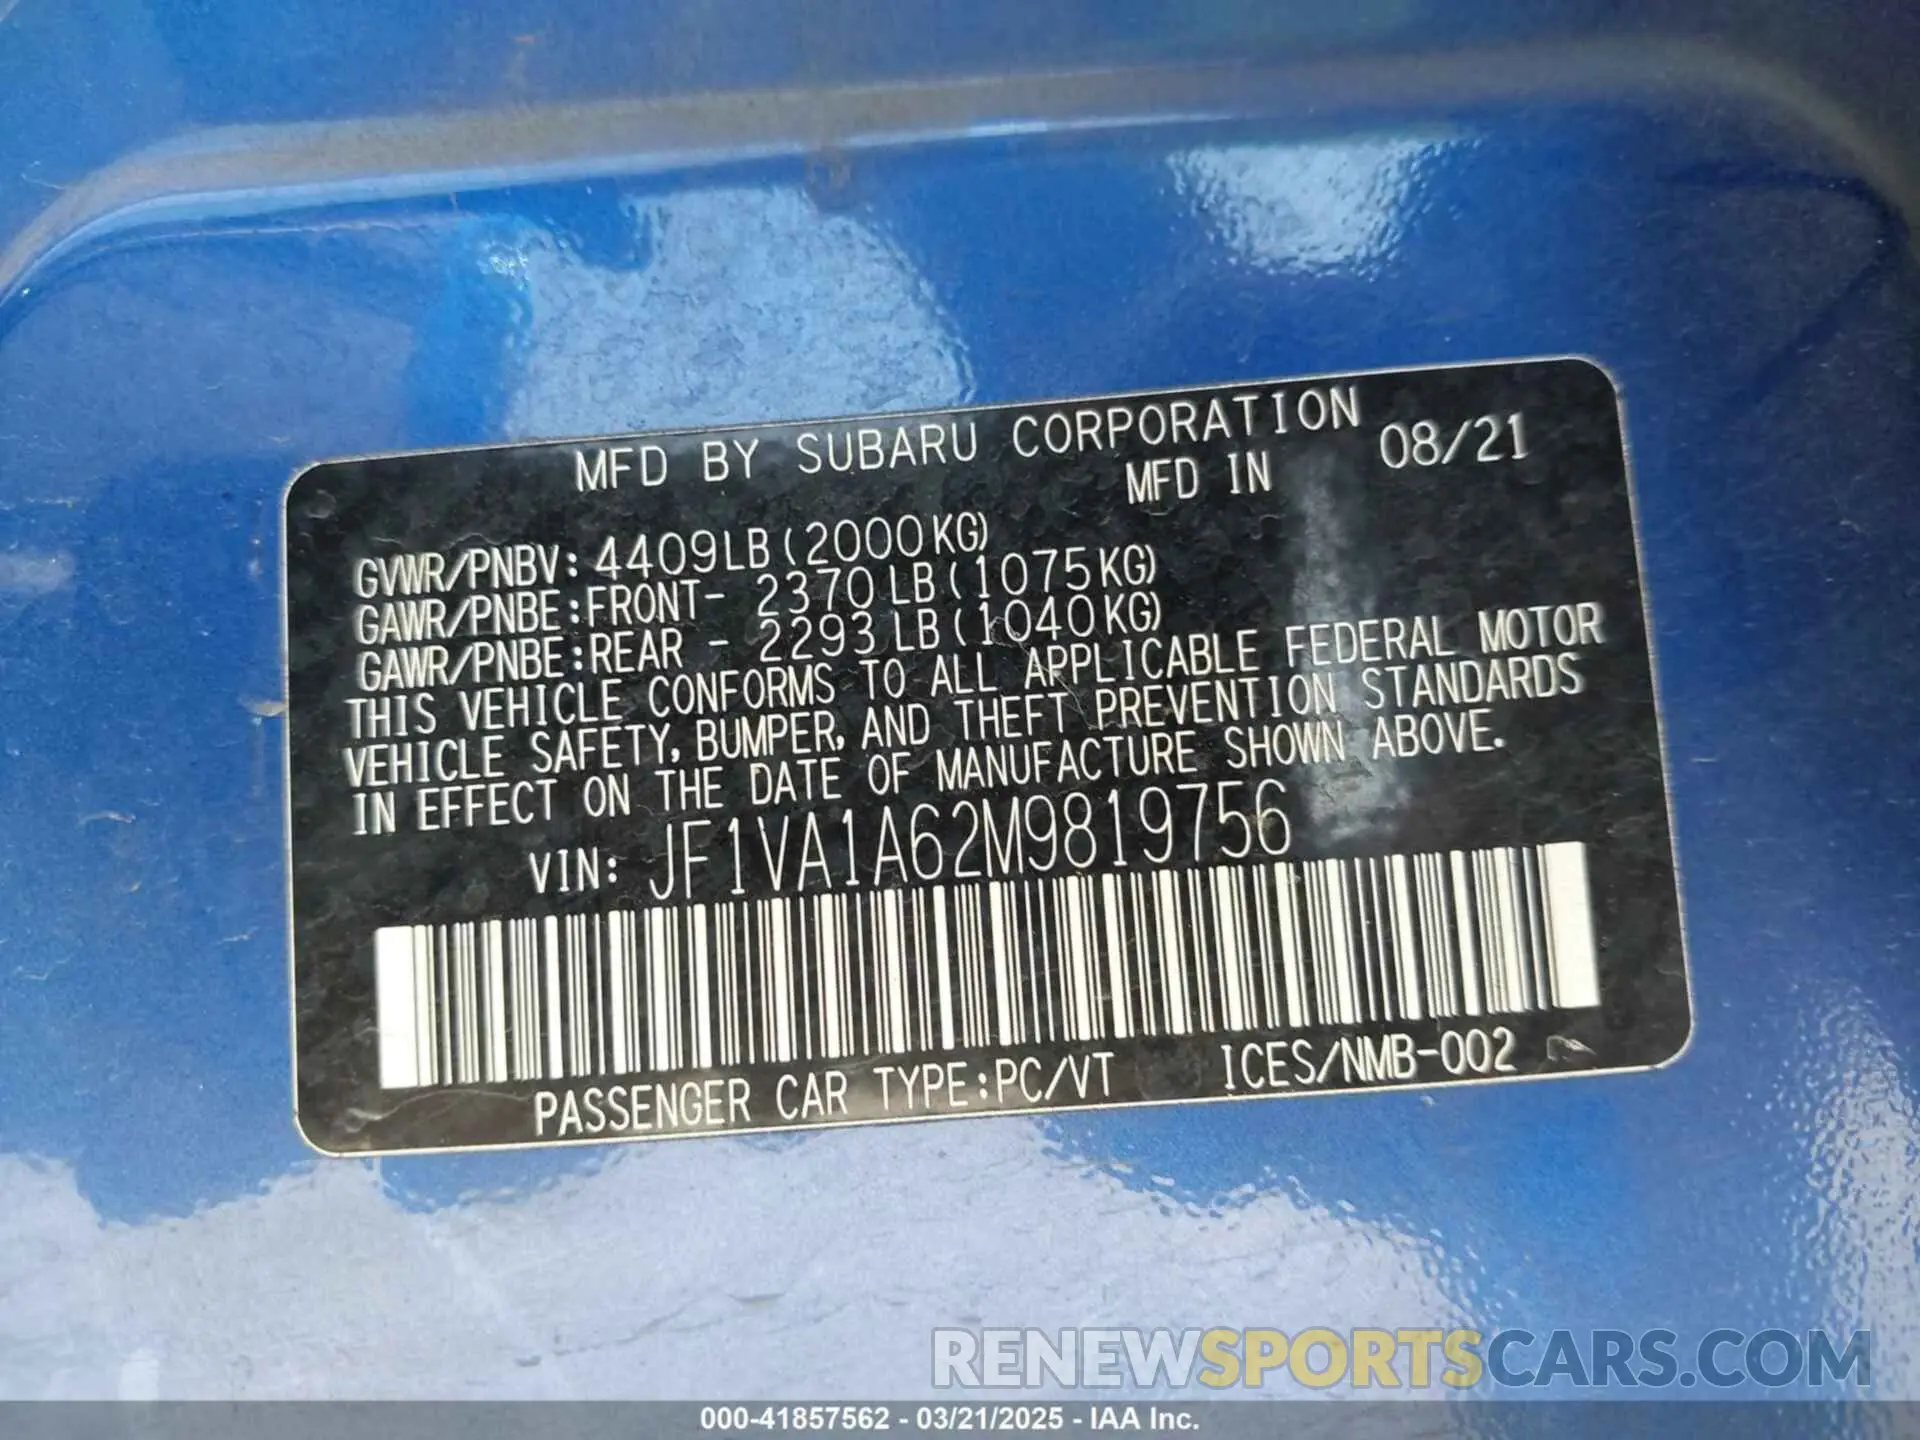 MFD BY SUBARU CORPORATION 08/21
MFD IN
GVWR/PNBV: 4409LB (2000KG)
GAWR/PNBE:FRONT- 2370LB (1075KG)
GAWR/PNBE:REAR - 2293LB (1040KG)
THIS VEHICLE CONFORMS TO ALL APPLICABLE FEDERAL MOTOR
VEHICLE SAFETY, BUMPER, AND THEFT PREVENTION STANDARDS
IN EFFECT ON THE DATE OF MANUFACTURE SHOWN ABOVE.
VIN: JF1VA1A62M9819756
PASSENGER CAR TYPE:PC/VT ICES/NMB-002
RENEWSPORTSCARS.COM
000-41857562 - 03/21/2025 - IAA Inc.